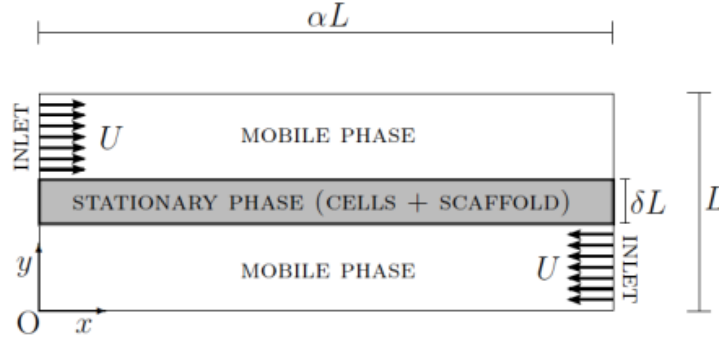 αL
INLET
U
MOBILE PHASE
STATIONARY PHASE (CELLS + SCAFFOLD)
δL
L
y
MOBILE PHASE
U
INLET
O
x